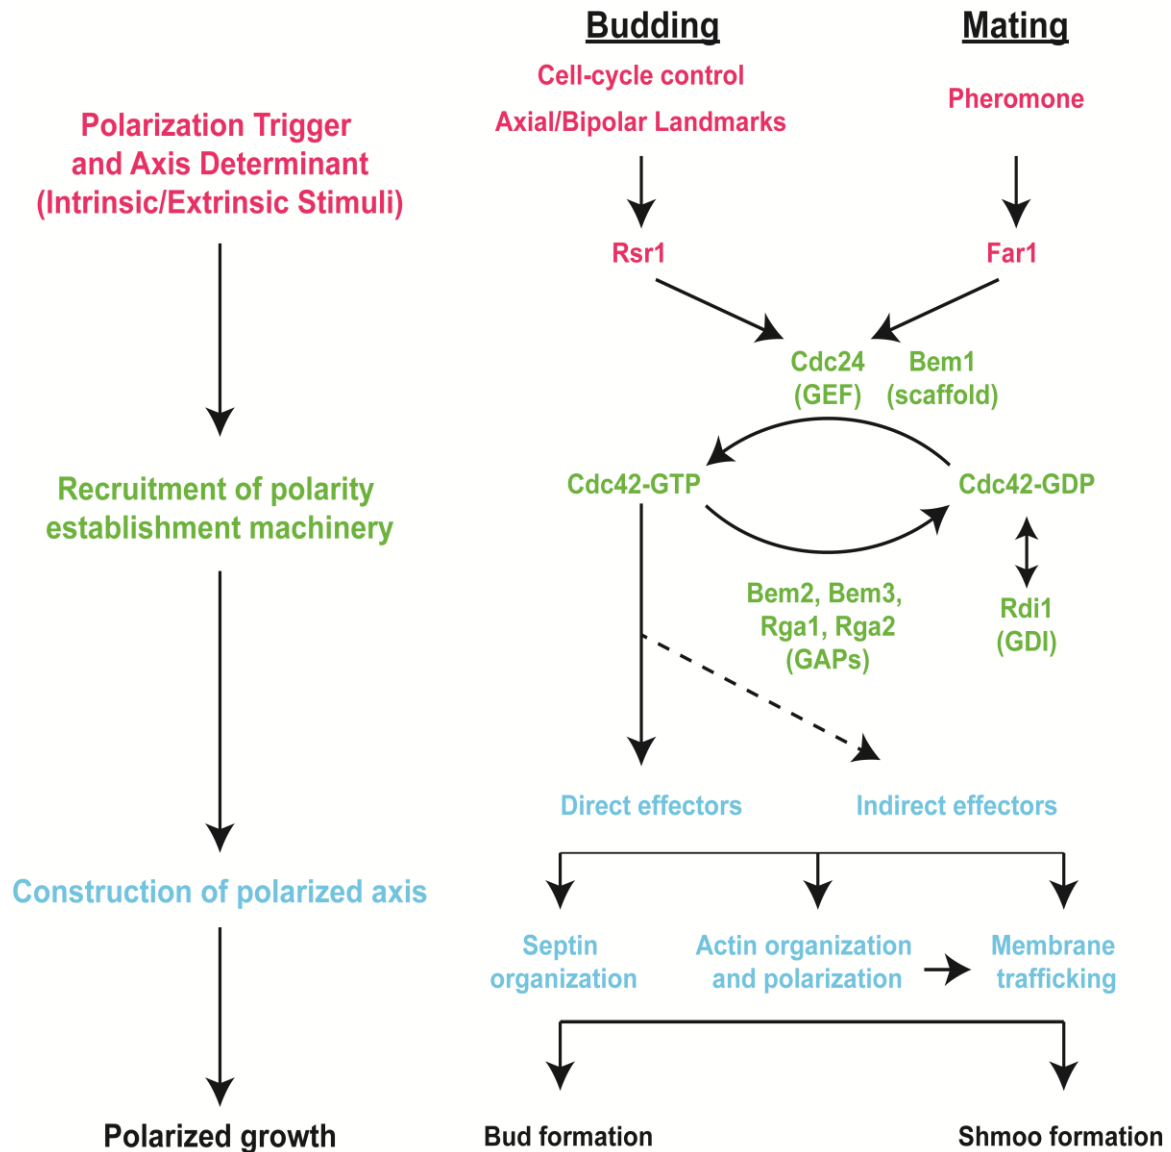 Budding
Mating
Cell-cycle control
Axial/Bipolar Landmarks
Pheromone
Polarization Trigger
and Axis Determinant
(Intrinsic/Extrinsic Stimuli)
Rsr1
Far1
Cdc24
(GEF)
Bem1
(scaffold)
Recruitment of polarity
establishment machinery
Cdc42-GTP
Cdc42-GDP
Bem2, Bem3,
Rga1, Rga2
(GAPs)
Rdi1
(GDI)
Direct effectors
Indirect effectors
Construction of polarized axis
Septin
organization
Actin organization
and polarization
Membrane
trafficking
Polarized growth
Bud formation
Shmoo formation